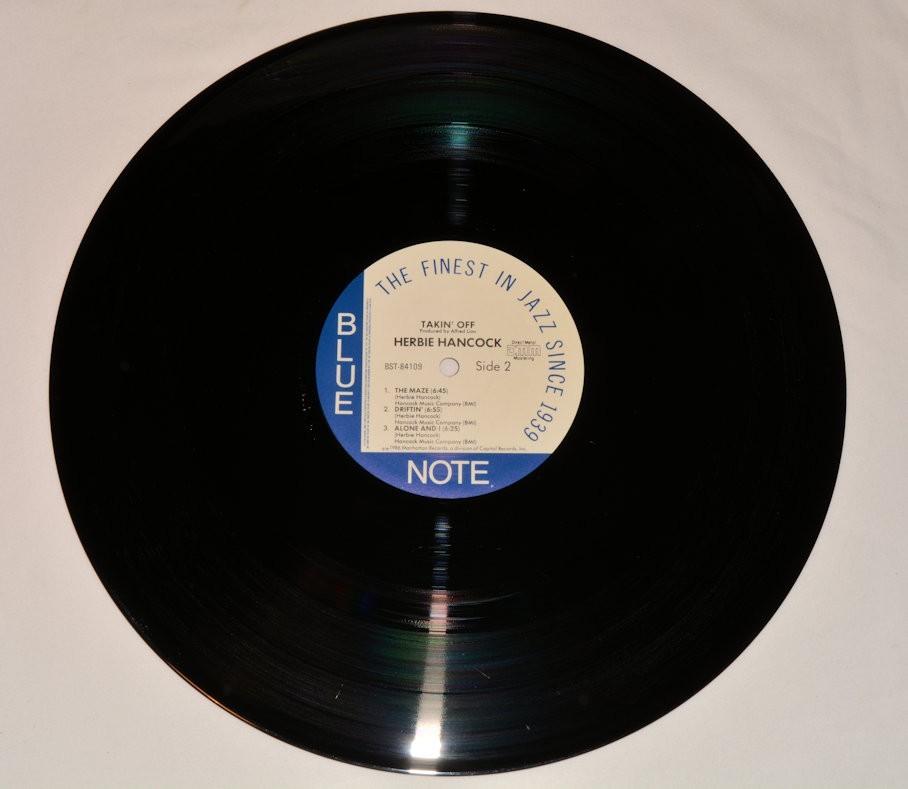 THE FINEST IN JAZZ SINCE 1939
BLUE
TAKIN' OFF
Produced by Alfred Lion
HERBIE HANCOCK
Direct Metal
DMM
Mastering
BST-84109
Side 2
1. THE MAZE (6:45)
(Herbie Hancock)
Hancock Music Company (BMI)
2. DRIFTIN' (6:55)
(Herbie Hancock)
Hancock Music Company (BMI)
3. ALONE AND I (6:25)
(Herbie Hancock)
Hancock Music Company (BMI)
1986 Manhattan Records, a division of Capitol Records, Inc.
NOTE